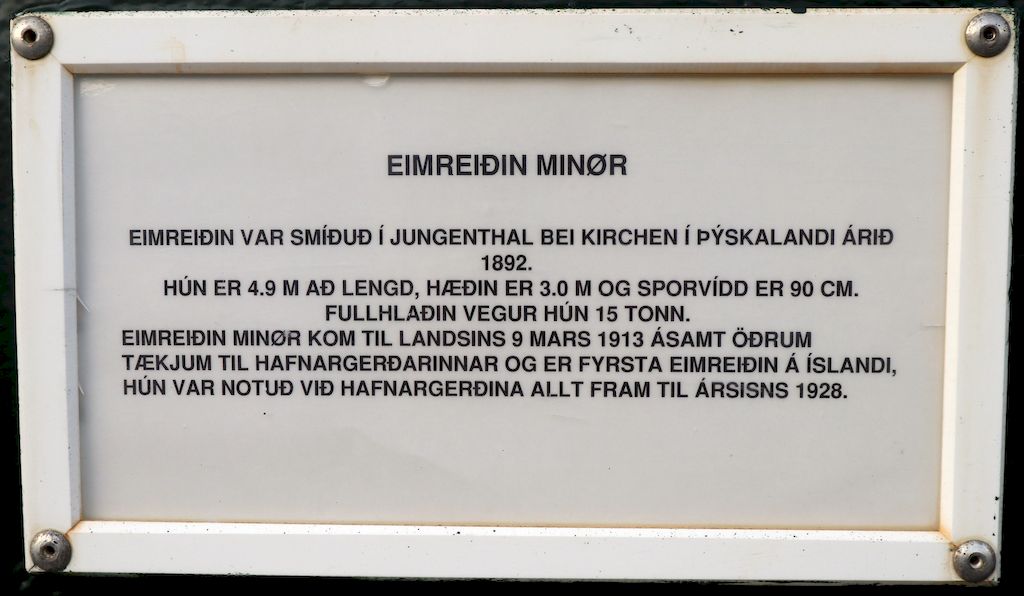 EIMREIÐIN MINØR
EIMREIÐIN VAR SMÍÐUÐ Í JUNGENTHAL BEI KIRCHEN Í ÞÝSKALANDI ÁRIÐ
1892.
HÚN ER 4.9 M AÐ LENGD, HÆÐIN ER 3.0 M OG SPORVÍDD ER 90 CM.
FULLHLAÐIN VEGUR HÚN 15 TONN.
EIMREIÐIN MINØR KOM TIL LANDSINS 9 MARS 1913 ÁSAMT ÖÐRUM
TÆKJUM TIL HAFNARGERÐARINNAR OG ER FYRSTA EIMREIÐIN Á ÍSLANDI,
HÚN VAR NOTUÐ VIÐ HAFNARGERÐINA ALLT FRAM TIL ÁRSISNS 1928.